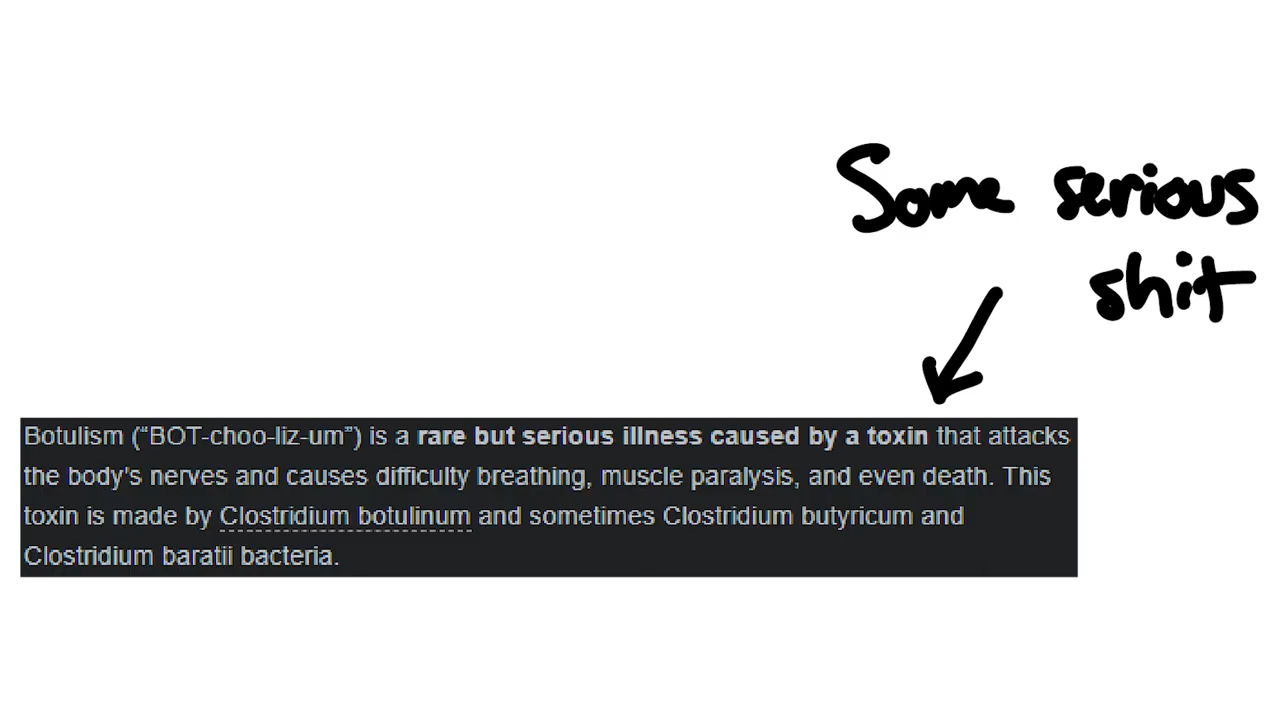 Some serious
shit
Botulism (“BOT-choo-liz-um”) is a rare but serious illness caused by a toxin that attacks
the body's nerves and causes difficulty breathing, muscle paralysis, and even death. This
toxin is made by Clostridium botulinum and sometimes Clostridium butyricum and
Clostridium baratii bacteria.